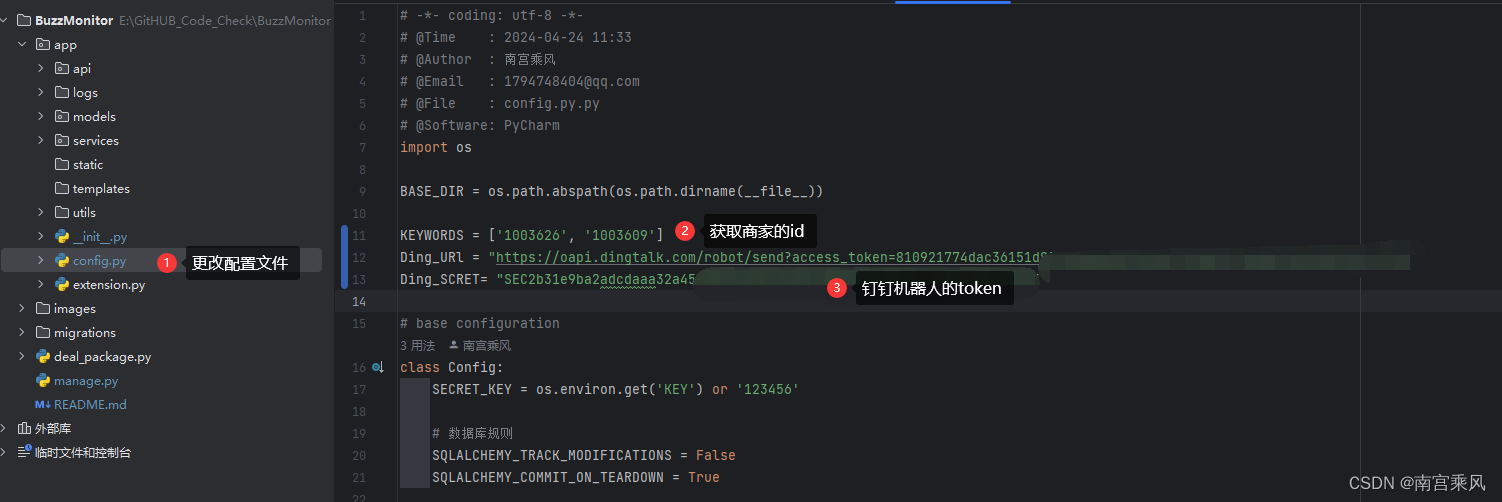 BuzzMonitor E:\GitHUB_Code_Check\BuzzMonitor
app
api
logs
models
services
static
templates
utils
__init__.py
config.py
1 更改配置文件
extension.py
images
migrations
deal_package.py
manage.py
M↓ README.md
外部库
临时文件和控制台
1 # -*- coding: utf-8 -*-
2 # @Time : 2024-04-24 11:33
3 # @Author : 南宫乘风
4 # @Email : 1794748404@qq.com
5 # @File : config.py.py
6 # @Software: PyCharm
7 import os
8
9 BASE_DIR = os.path.abspath(os.path.dirname(__file__))
10
11 KEYWORDS = ['1003626', '1003609'] 2 获取商家的id
12 Ding_URl = "https://oapi.dingtalk.com/robot/send?access_token=810921774dac36151d
13 Ding_SCRET= "SEC2b31e9ba2adcdaaa32a45
3 钉钉机器人的token
14
15 # base configuration
3 用法 南宫乘风
16 class Config:
17 SECRET_KEY = os.environ.get('KEY') or '123456'
18
19 # 数据库规则
20 SQLALCHEMY_TRACK_MODIFICATIONS = False
21 SQLALCHEMY_COMMIT_ON_TEARDOWN = True
22
CSDN @南宫乘风